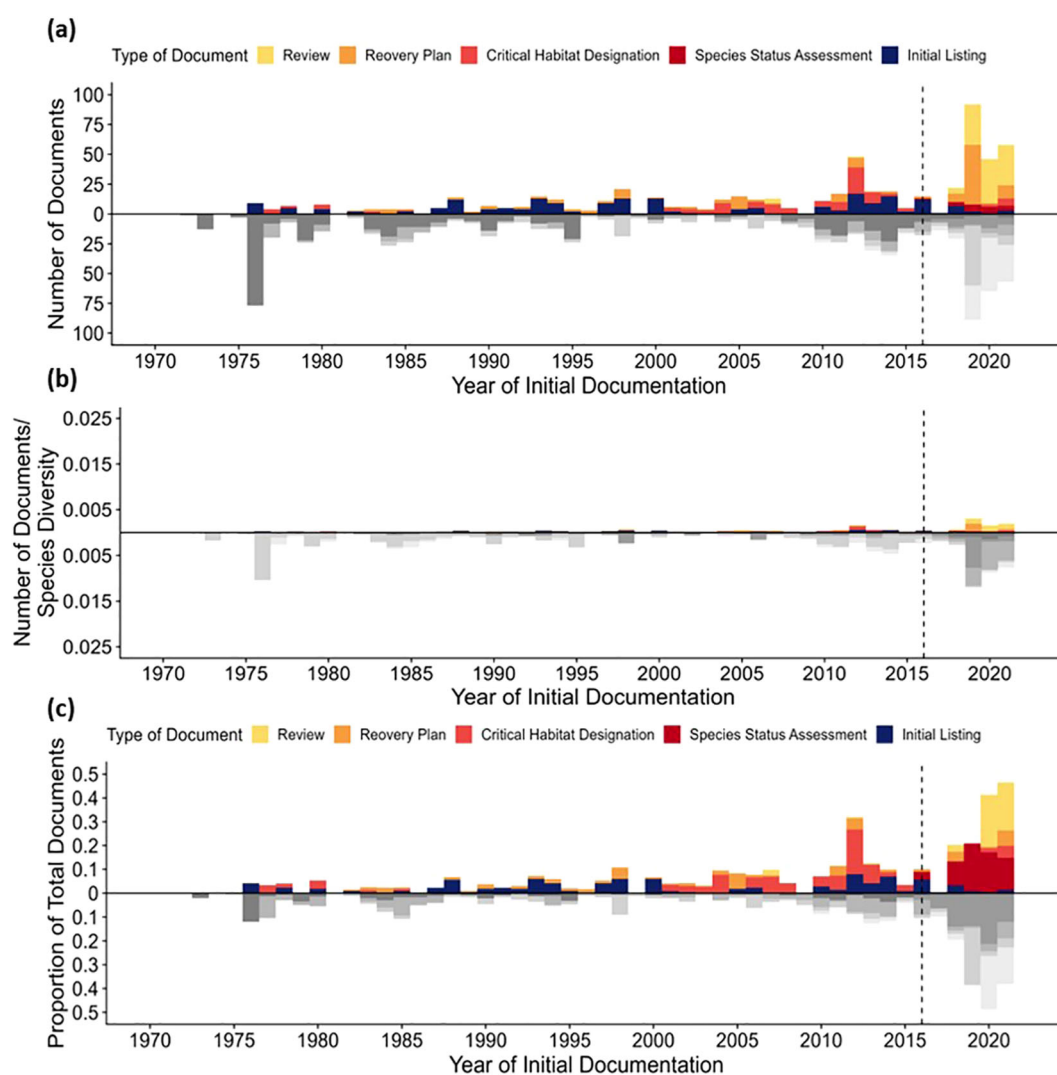 (a)
Type of Document Review Reovery Plan Critical Habitat Designation Species Status Assessment Initial Listing
Number of Documents
100
75
50
25
0
25
50
75
100
1970 1975 1980 1985 1990 1995 2000 2005 2010 2015 2020
Year of Initial Documentation
(b)
Number of Documents/
Species Diversity
0.025
0.015
0.005
0.005
0.015
0.025
1970 1975 1980 1985 1990 1995 2000 2005 2010 2015 2020
Year of Initial Documentation
(c)
Type of Document Review Reovery Plan Critical Habitat Designation Species Status Assessment Initial Listing
Proportion of Total Documents
0.5
0.4
0.3
0.2
0.1
0
0.1
0.2
0.3
0.4
0.5
1970 1975 1980 1985 1990 1995 2000 2005 2010 2015 2020
Year of Initial Documentation